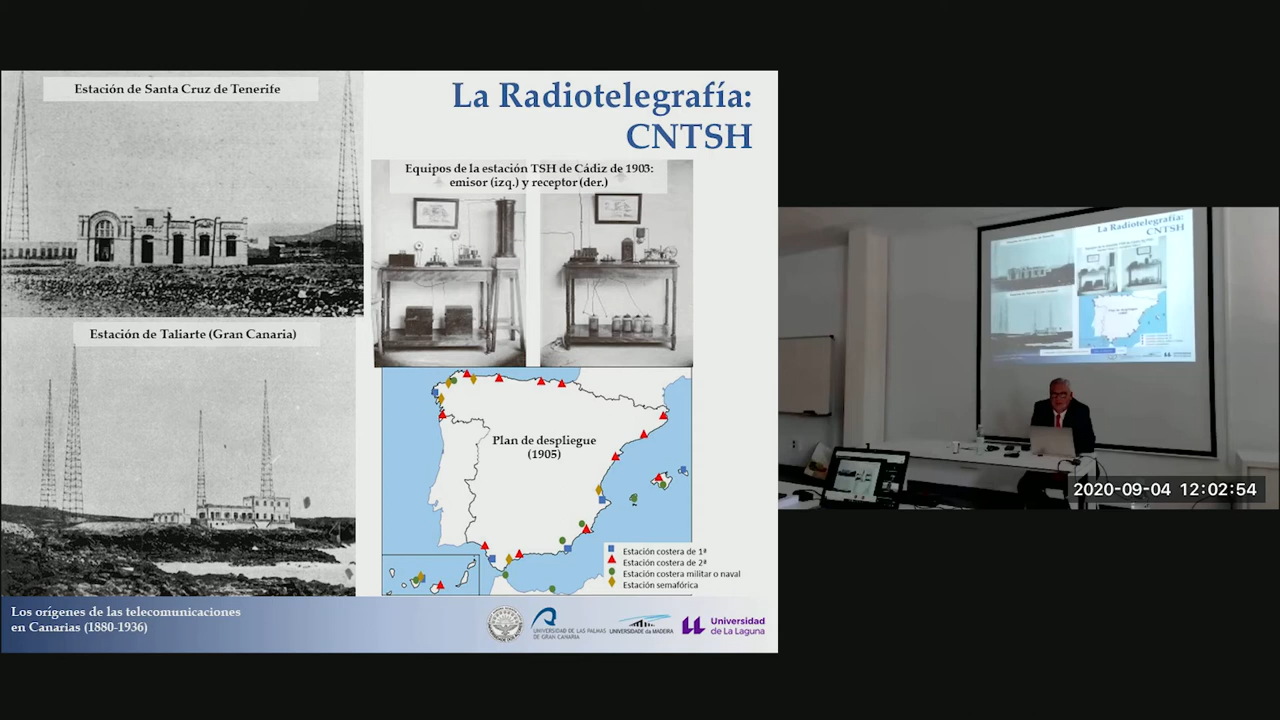 Estación de Santa Cruz de Tenerife
La Radiotelegrafía:
CNTSH
Equipos de la estación TSH de Cádiz de 1903:
emisor (izq.) y receptor (der.)
Estación de Taliarte (Gran Canaria)
Plan de despliegue
(1905)
Estación costera de 1ª
Estación costera de 2ª
Estación costera militar o naval
Estación semafórica
Los orígenes de las telecomunicaciones
en Canarias (1880-1936)
UNIVERSIDAD DE LAS PALMAS
DE GRAN CANARIA
UNIVERSIDADE da MADEIRA
Universidad
de La Laguna
La Radiotelegrafía:
CNTSH
2020-09-04 12:02:54